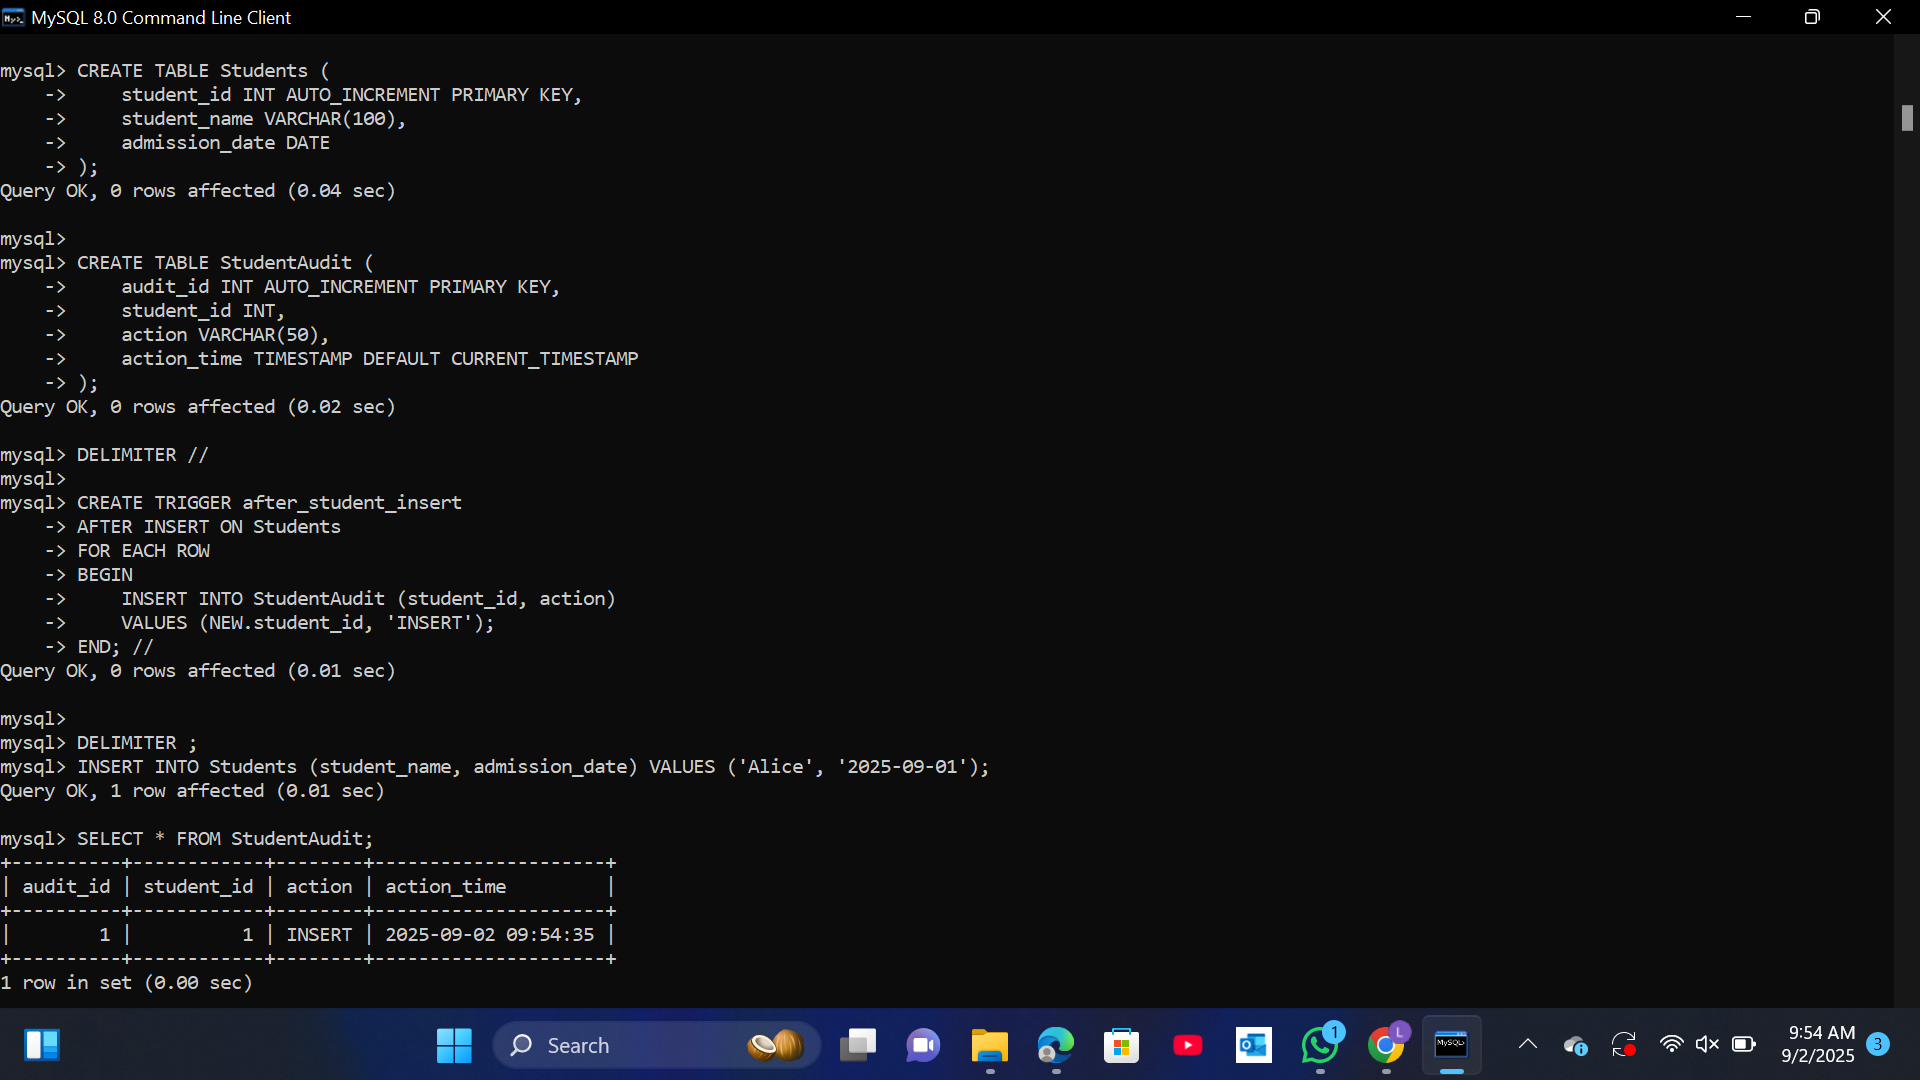 MySQL 8.0 Command Line Client
mysql> CREATE TABLE Students (
    ->     student_id INT AUTO_INCREMENT PRIMARY KEY,
    ->     student_name VARCHAR(100),
    ->     admission_date DATE
    -> );
Query OK, 0 rows affected (0.04 sec)
mysql>
mysql> CREATE TABLE StudentAudit (
    ->     audit_id INT AUTO_INCREMENT PRIMARY KEY,
    ->     student_id INT,
    ->     action VARCHAR(50),
    ->     action_time TIMESTAMP DEFAULT CURRENT_TIMESTAMP
    -> );
Query OK, 0 rows affected (0.02 sec)
mysql> DELIMITER //
mysql>
mysql> CREATE TRIGGER after_student_insert
    -> AFTER INSERT ON Students
    -> FOR EACH ROW
    -> BEGIN
    ->     INSERT INTO StudentAudit (student_id, action)
    ->     VALUES (NEW.student_id, 'INSERT');
    -> END; //
Query OK, 0 rows affected (0.01 sec)
mysql>
mysql> DELIMITER ;
mysql> INSERT INTO Students (student_name, admission_date) VALUES ('Alice', '2025-09-01');
Query OK, 1 row affected (0.01 sec)
mysql> SELECT * FROM StudentAudit;
+----------+------------+--------+---------------------+
| audit_id | student_id | action | action_time         |
+----------+------------+--------+---------------------+
|        1 |          1 | INSERT | 2025-09-02 09:54:35 |
+----------+------------+--------+---------------------+
1 row in set (0.00 sec)
Search
1
L
MySQL>
9:54 AM
9/2/2025
3